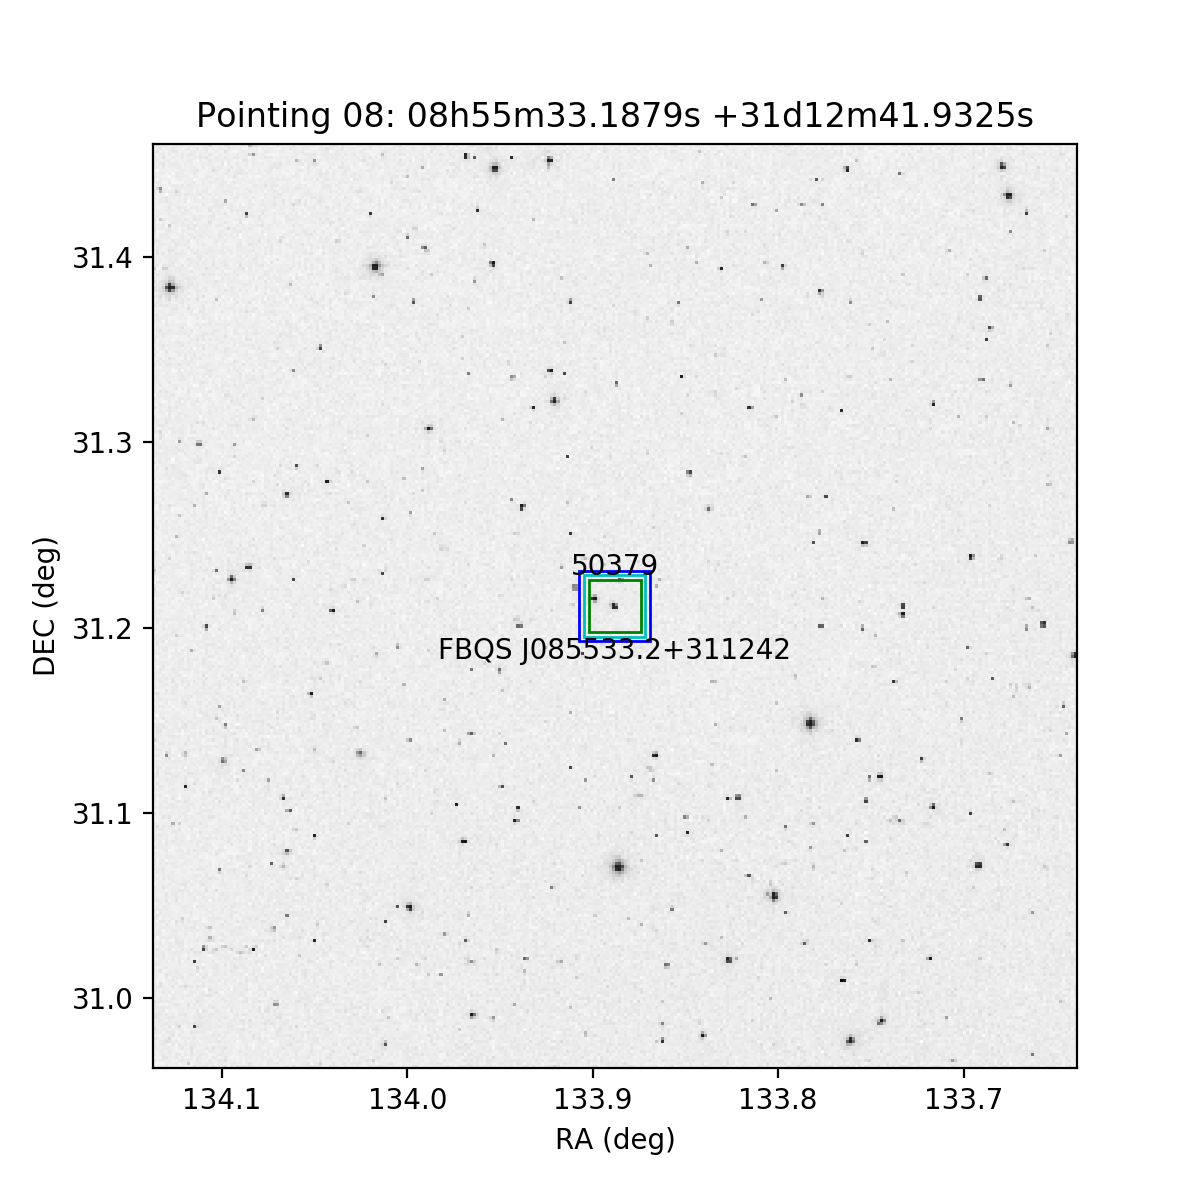 Pointing 08: 08h55m33.1879s +31d12m41.9325s
31.4
31.3
50379
31.2
FBQS J085533.2+311242
31.1
31.0
DEC (deg)
134.1 134.0 133.9 133.8 133.7
RA (deg)